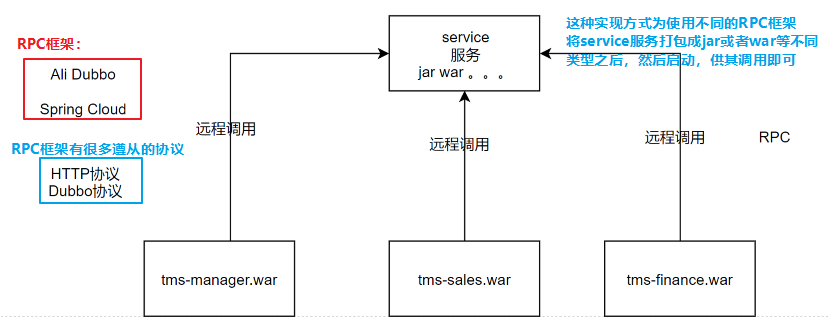 RPC框架：
Ali Dubbo
Spring Cloud
RPC框架有很多遵从的协议
HTTP协议
Dubbo协议
service
服务
jar war 。。。
这种实现方式为使用不同的RPC框架
将service服务打包成jar或者war等不同
类型之后，然后启动，供其调用即可
远程调用
远程调用
远程调用
RPC
tms-manager.war
tms-sales.war
tms-finance.war